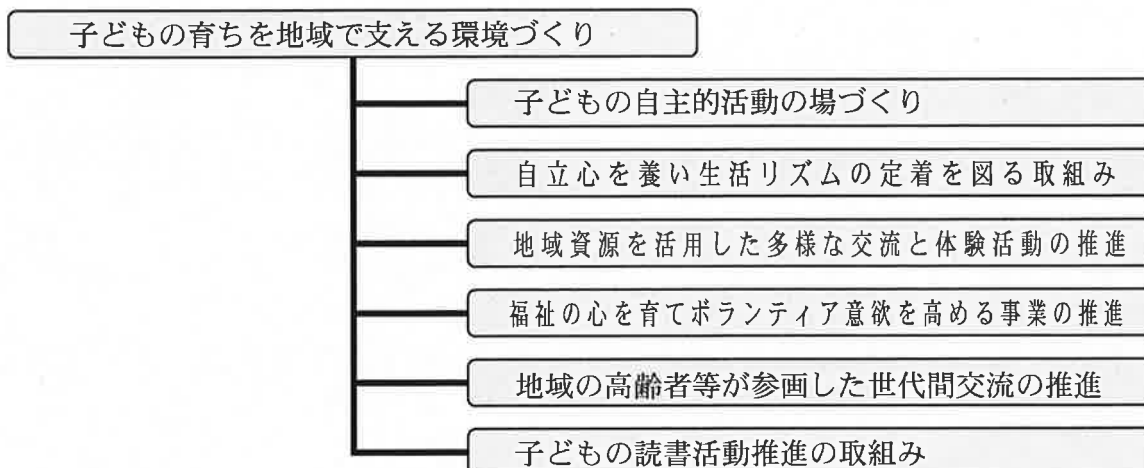 子どもの育ちを地域で支える環境づくり
子どもの自主的活動の場づくり
自立心を養い生活リズムの定着を図る取組み
地域資源を活用した多様な交流と体験活動の推進
福祉の心を育てボランティア意欲を高める事業の推進
地域の高齢者等が参画した世代間交流の推進
子どもの読書活動推進の取組み